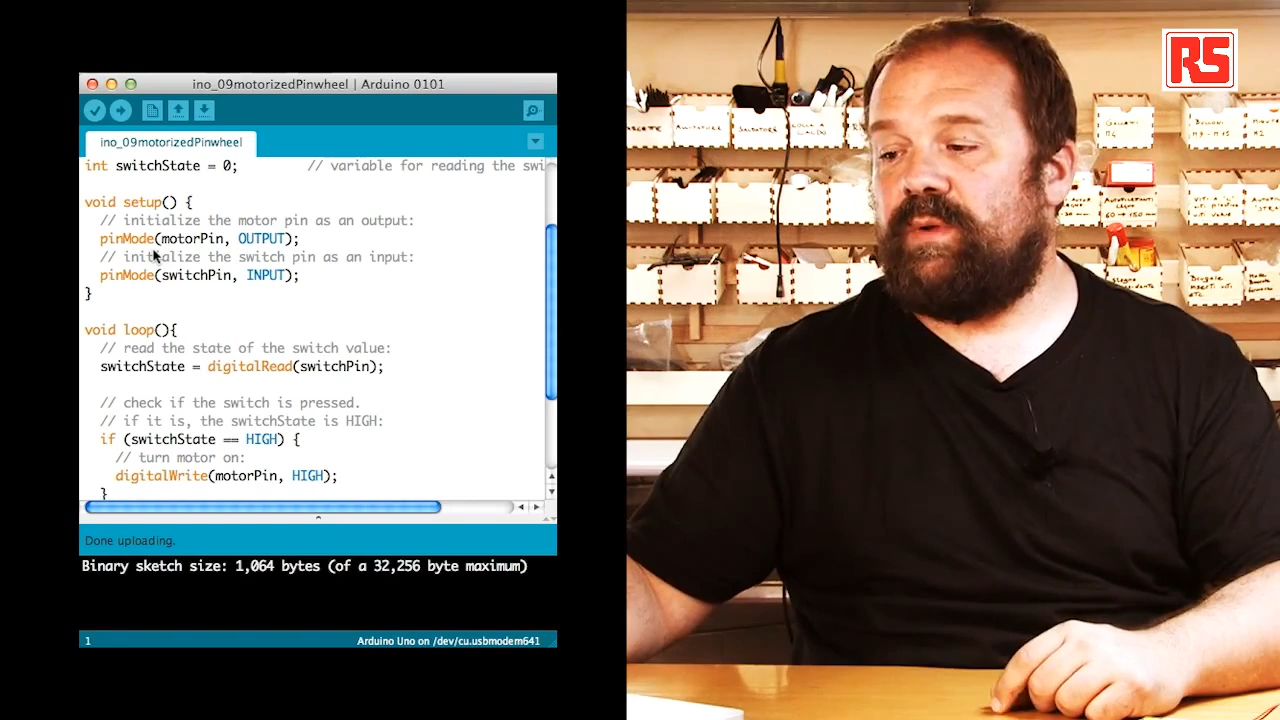 ino_09motorizedPinwheel | Arduino 0101
ino_09motorizedPinwheel
int switchState = 0;         // variable for reading the swi
void setup() {
// initialize the motor pin as an output:
pinMode(motorPin, OUTPUT);
// initialize the switch pin as an input:
pinMode(switchPin, INPUT);
}
void loop(){
// read the state of the switch value:
switchState = digitalRead(switchPin);
// check if the switch is pressed.
// if it is, the switchState is HIGH:
if (switchState == HIGH) {
// turn motor on:
digitalWrite(motorPin, HIGH);
}
Done uploading.
Binary sketch size: 1,064 bytes (of a 32,256 byte maximum)
1
Arduino Uno on /dev/cu.usbmodem641
RS
COLLA A CALDO